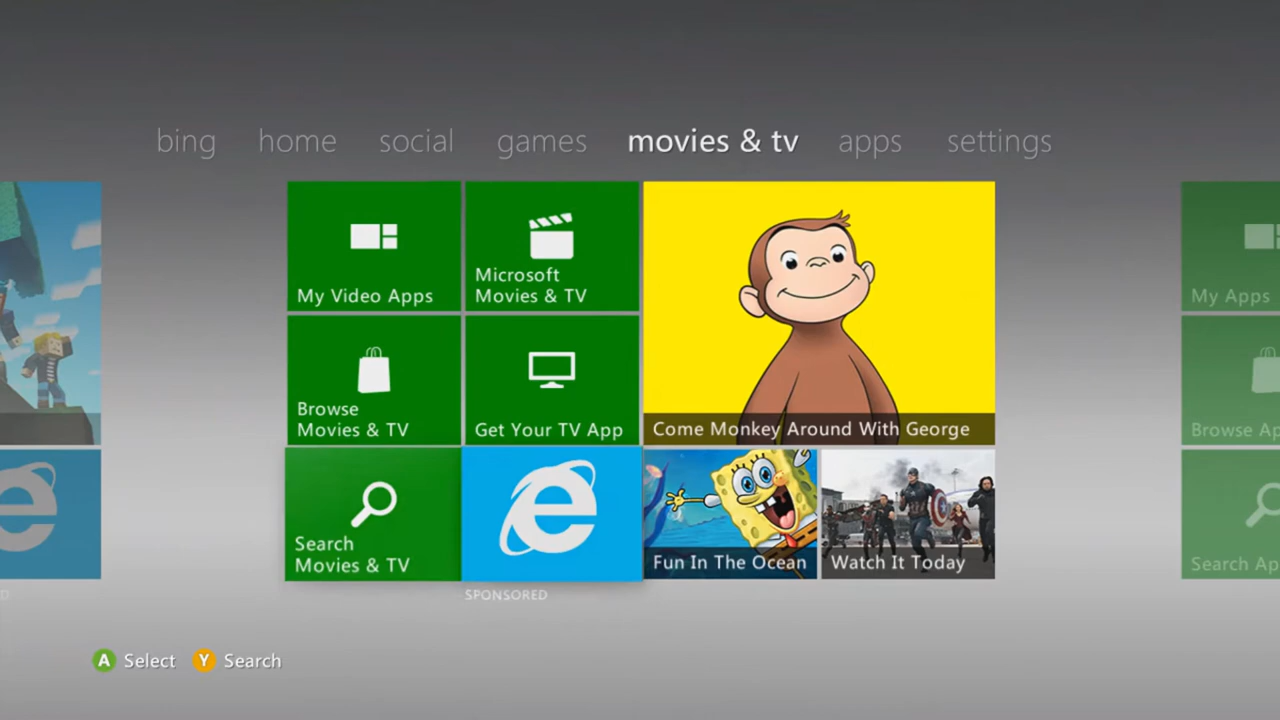 bing home social games movies & tv apps settings
My Video Apps
Microsoft
Movies & TV
Browse
Movies & TV
Get Your TV App
Come Monkey Around With George
Search
Movies & TV
Fun In The Ocean
Watch It Today
SPONSORED
My Apps
Browse Ap
Search Ap
D
A Select Y Search